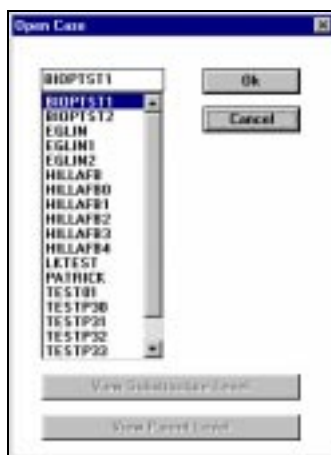 Open Case
BIOPTST1
Ok
BIOPTST1
Cancel
BIOPTST2
EGLIN
EGLIN1
EGLIN2
HILLAFB
HILLAFB0
HILLAFB1
HILLAFB2
HILLAFB3
HILLAFB4
LKTEST
PATRICK
TEST01
TESTP30
TESTP31
TESTP32
TESTP33
View Substructure Level
View Parent Level